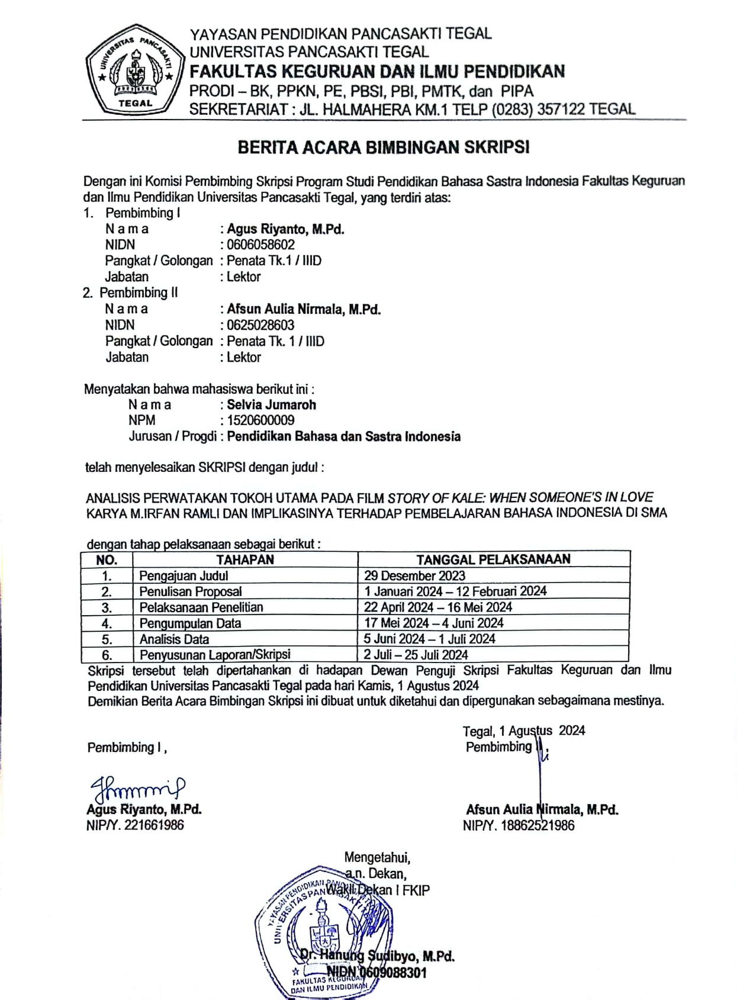 UNIVERSITAS PANCASAKTI
TEGAL
YAYASAN PENDIDIKAN PANCASAKTI TEGAL
UNIVERSITAS PANCASAKTI TEGAL
FAKULTAS KEGURUAN DAN ILMU PENDIDIKAN
PRODI – BK, PPKN, PE, PBSI, PBI, PMTK, dan PIPA
SEKRETARIAT : JL. HALMAHERA KM.1 TELP (0283) 357122 TEGAL
BERITA ACARA BIMBINGAN SKRIPSI
Dengan ini Komisi Pembimbing Skripsi Program Studi Pendidikan Bahasa Sastra Indonesia Fakultas Keguruan
dan Ilmu Pendidikan Universitas Pancasakti Tegal, yang terdiri atas:
1. Pembimbing I
N a m a : Agus Riyanto, M.Pd.
NIDN : 0606058602
Pangkat / Golongan : Penata Tk.1 / IIID
Jabatan : Lektor
2. Pembimbing II
N a m a : Afsun Aulia Nirmala, M.Pd.
NIDN : 0625028603
Pangkat / Golongan : Penata Tk. 1 / IIID
Jabatan : Lektor
Menyatakan bahwa mahasiswa berikut ini :
N a m a : Selvia Jumaroh
NPM : 1520600009
Jurusan / Progdi : Pendidikan Bahasa dan Sastra Indonesia
telah menyelesaikan SKRIPSI dengan judul :
ANALISIS PERWATAKAN TOKOH UTAMA PADA FILM STORY OF KALE: WHEN SOMEONE'S IN LOVE
KARYA M.IRFAN RAMLI DAN IMPLIKASINYA TERHADAP PEMBELAJARAN BAHASA INDONESIA DI SMA
dengan tahap pelaksanaan sebagai berikut :
NO. TAHAPAN TANGGAL PELAKSANAAN
1. Pengajuan Judul 29 Desember 2023
2. Penulisan Proposal 1 Januari 2024 – 12 Februari 2024
3. Pelaksanaan Penelitian 22 April 2024 – 16 Mei 2024
4. Pengumpulan Data 17 Mei 2024 – 4 Juni 2024
5. Analisis Data 5 Juni 2024 – 1 Juli 2024
6. Penyusunan Laporan/Skripsi 2 Juli – 25 Juli 2024
Skripsi tersebut telah dipertahankan di hadapan Dewan Penguji Skripsi Fakultas Keguruan dan Ilmu
Pendidikan Universitas Pancasakti Tegal pada hari Kamis, 1 Agustus 2024
Demikian Berita Acara Bimbingan Skripsi ini dibuat untuk diketahui dan dipergunakan sebagaimana mestinya.
Tegal, 1 Agustus 2024
Pembimbing I , Pembimbing II ,
Agus Riyanto, M.Pd. Afsun Aulia Nirmala, M.Pd.
NIP/Y. 221661986 NIP/Y. 18862521986
Mengetahui,
a.n. Dekan,
Wakil Dekan I FKIP
YAYASAN PENDIDIKAN
UNIVERSITAS PANCASAKTI
Dr. Hanung Sudibyo, M.Pd.
NIDN 0609088301
FAKULTAS KEGURUAN
DAN ILMU PENDIDIKAN